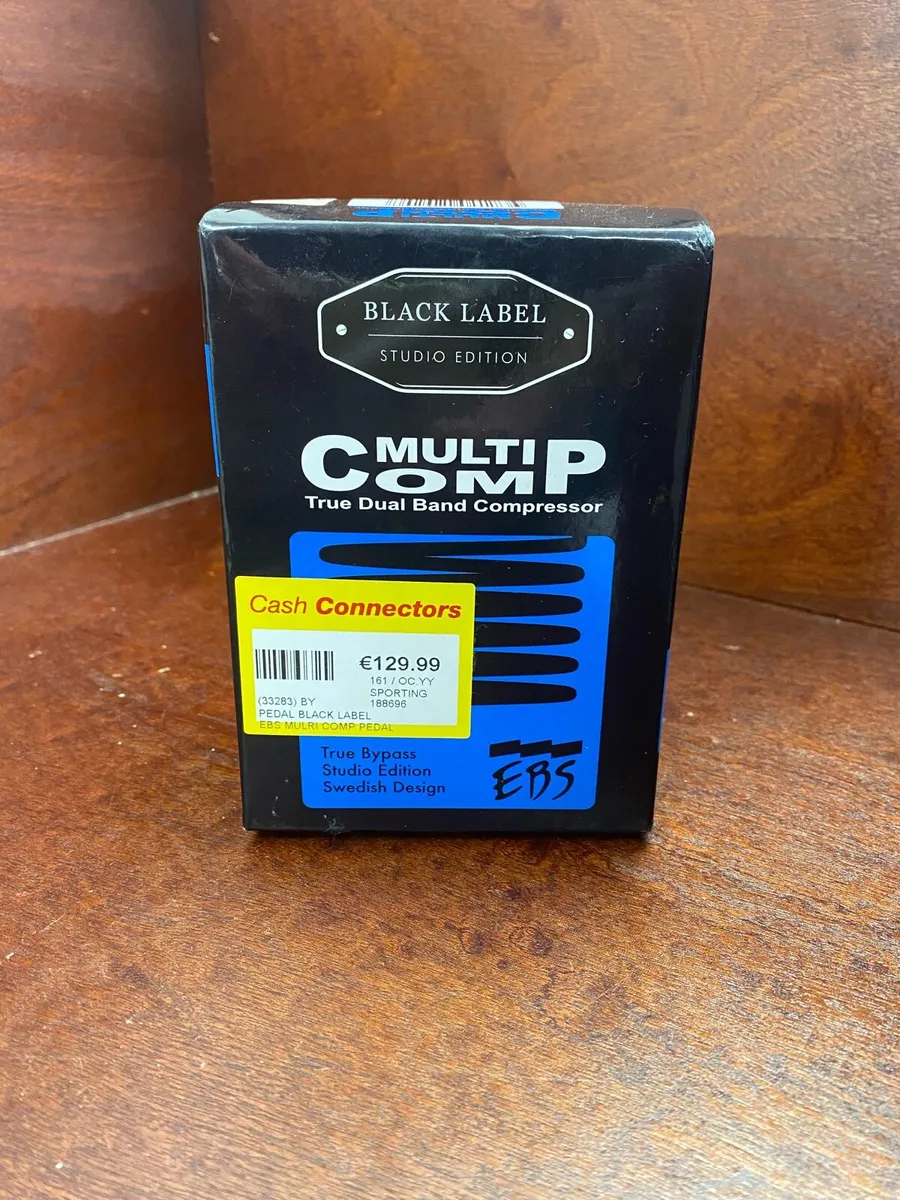 BLACK LABEL
STUDIO EDITION
MULTI
COMP
True Dual Band Compressor
Cash Connectors
€129.99
161 / OC.YY
SPORTING
(33283) BY 188696
PEDAL BLACK LABEL
EBS MULRI COMP PEDAL
True Bypass
Studio Edition
Swedish Design
EBS